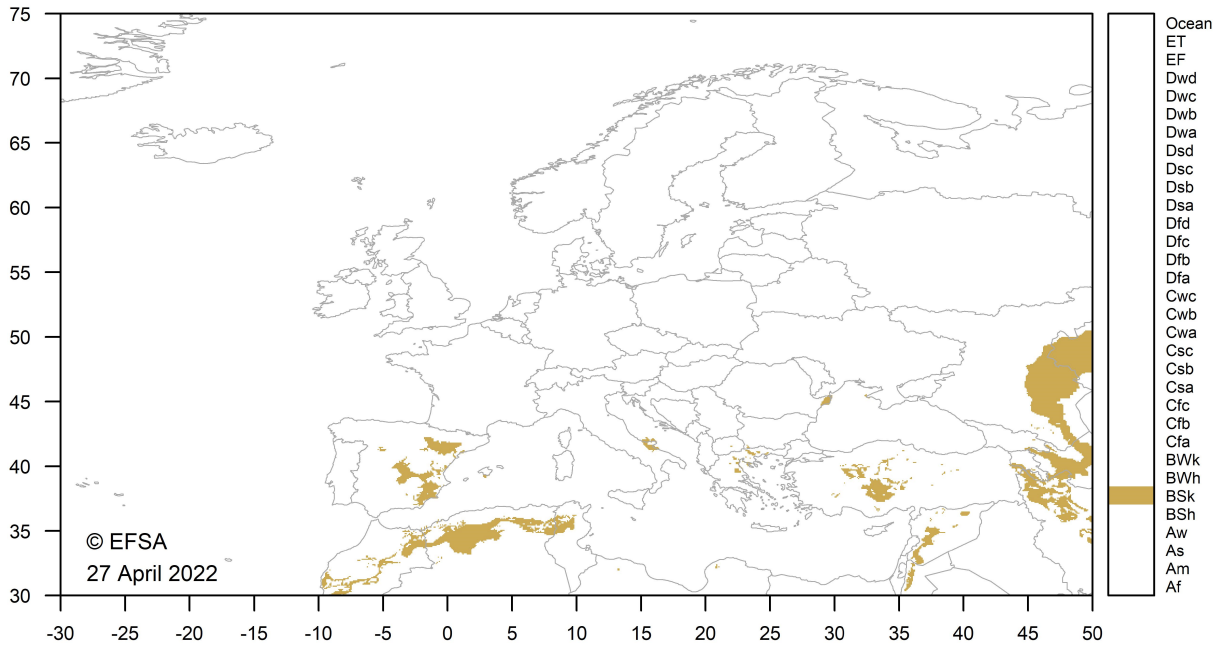 75
70
65
60
55
50
45
40
35
30
© EFSA
27 April 2022
-30 -25 -20 -15 -10 -5 0 5 10 15 20 25 30 35 40 45 50
Ocean
ET
EF
Dwd
Dwc
Dwb
Dwa
Dsd
Dsc
Dsb
Dsa
Dfd
Dfc
Dfb
Dfa
Cwc
Cwb
Cwa
Csc
Csb
Csa
Cfc
Cfb
Cfa
BWk
BWh
BSk
BSh
Aw
As
Am
Af